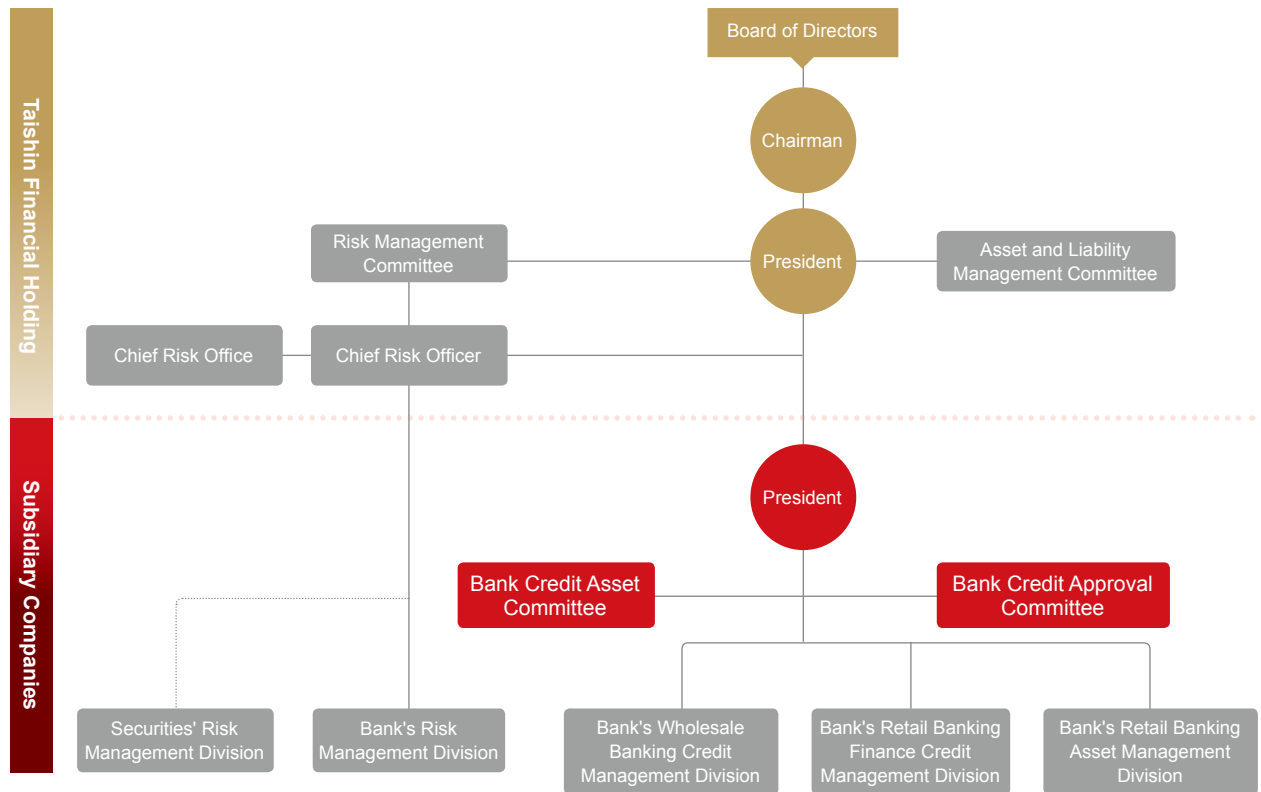 Taishin Financial Holding
Board of Directors
Chairman
Risk Management
Committee
President
Asset and Liability
Management Committee
Chief Risk Office
Chief Risk Officer
Subsidiary Companies
President
Bank Credit Asset
Committee
Bank Credit Approval
Committee
Securities' Risk
Management Division
Bank's Risk
Management Division
Bank's Wholesale
Banking Credit
Management Division
Bank's Retail Banking
Finance Credit
Management Division
Bank's Retail Banking
Asset Management
Division